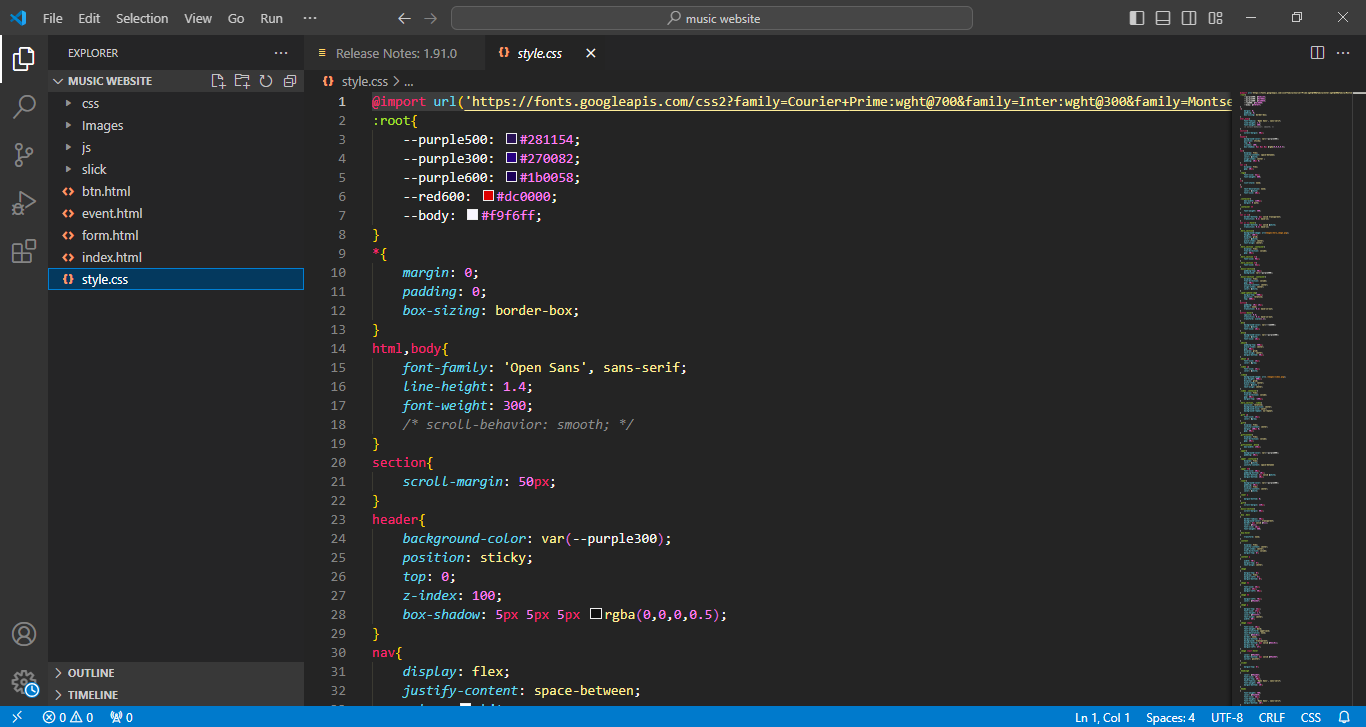 File Edit Selection View Go Run ···
music website
EXPLORER ···
MUSIC WEBSITE
css
Images
js
slick
btn.html
event.html
form.html
index.html
style.css
OUTLINE
TIMELINE
Release Notes: 1.91.0
style.css
style.css > ...
1 @import url('https://fonts.googleapis.com/css2?family=Courier+Prime:wght@700&family=Inter:wght@300&family=Montse
2 :root{
3 --purple500: #281154;
4 --purple300: #270082;
5 --purple600: #1b0058;
6 --red600: #dc0000;
7 --body: #f9f6ff;
8 }
9 *{
10 margin: 0;
11 padding: 0;
12 box-sizing: border-box;
13 }
14 html,body{
15 font-family: 'Open Sans', sans-serif;
16 line-height: 1.4;
17 font-weight: 300;
18 /* scroll-behavior: smooth; */
19 }
20 section{
21 scroll-margin: 50px;
22 }
23 header{
24 background-color: var(--purple300);
25 position: sticky;
26 top: 0;
27 z-index: 100;
28 box-shadow: 5px 5px 5px rgba(0,0,0,0.5);
29 }
30 nav{
31 display: flex;
32 justify-content: space-between;
0 0 0
Ln 1, Col 1 Spaces: 4 UTF-8 CRLF CSS